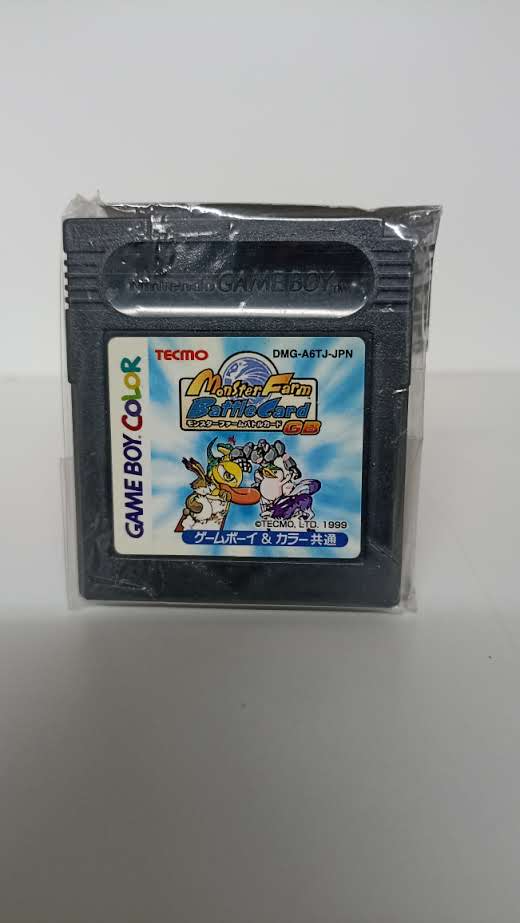 Nintendo GAME BOY TM
TECMO
DMG-A6TJ-JPN
Monster Farm
Battle Card
モンスターファームバトルカード
GB
GAME BOY COLOR
©TECMO, LTD. 1999
ゲームボーイ & カラー共通